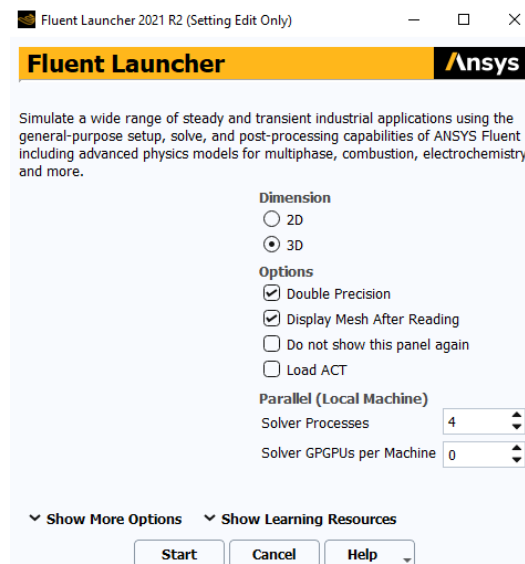 Fluent Launcher 2021 R2 (Setting Edit Only)
Fluent Launcher
Ansys
Simulate a wide range of steady and transient industrial applications using the
general-purpose setup, solve, and post-processing capabilities of ANSYS Fluent
including advanced physics models for multiphase, combustion, electrochemistry
and more.
Dimension
2D
3D
Options
Double Precision
Display Mesh After Reading
Do not show this panel again
Load ACT
Parallel (Local Machine)
Solver Processes 4
Solver GPGPUs per Machine 0
Show More Options Show Learning Resources
Start Cancel Help